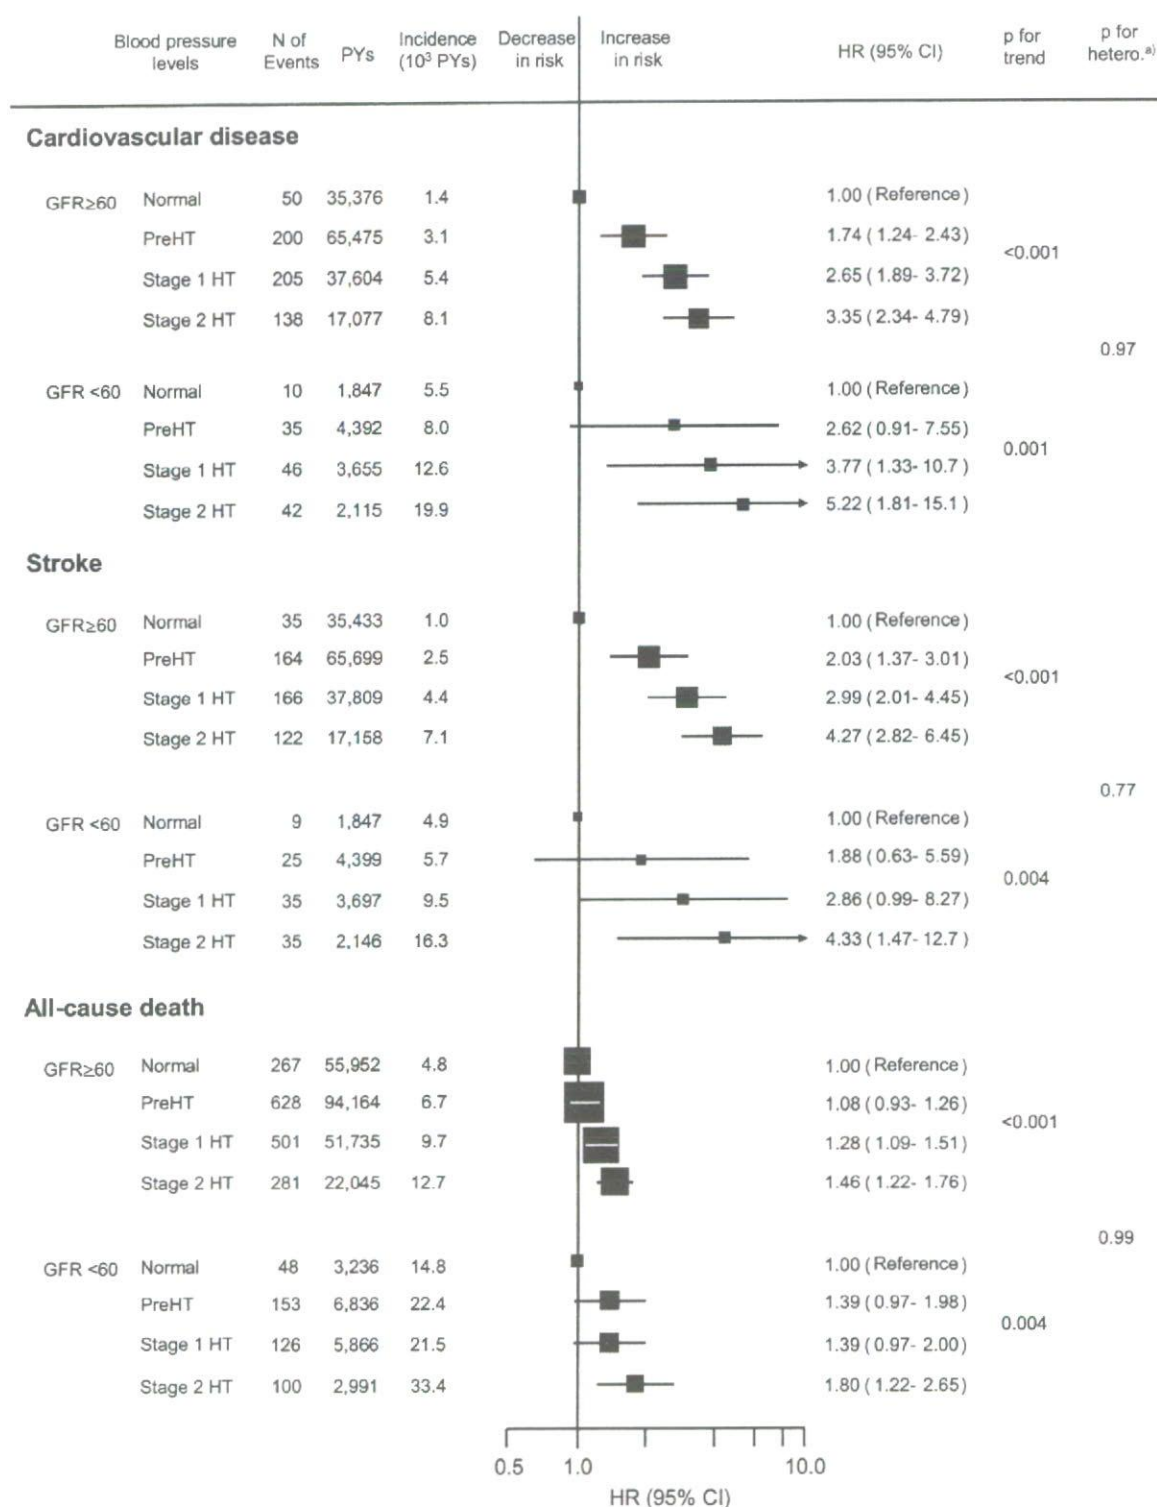 Blood pressure levels N of Events PYs Incidence (10³ PYs) Decrease in risk Increase in risk HR (95% CI) p for trend p for hetero.a)
Cardiovascular disease
GFR≥60 Normal 50 35,376 1.4 1.00 (Reference)
PreHT 200 65,475 3.1 1.74 (1.24- 2.43)
<0.001
Stage 1 HT 205 37,604 5.4 2.65 (1.89- 3.72)
Stage 2 HT 138 17,077 8.1 3.35 (2.34- 4.79)
0.97
GFR <60 Normal 10 1,847 5.5 1.00 (Reference)
PreHT 35 4,392 8.0 2.62 (0.91- 7.55)
0.001
Stage 1 HT 46 3,655 12.6 3.77 (1.33- 10.7)
Stage 2 HT 42 2,115 19.9 5.22 (1.81- 15.1)
Stroke
GFR≥60 Normal 35 35,433 1.0 1.00 (Reference)
PreHT 164 65,699 2.5 2.03 (1.37- 3.01)
<0.001
Stage 1 HT 166 37,809 4.4 2.99 (2.01- 4.45)
Stage 2 HT 122 17,158 7.1 4.27 (2.82- 6.45)
0.77
GFR <60 Normal 9 1,847 4.9 1.00 (Reference)
PreHT 25 4,399 5.7 1.88 (0.63- 5.59)
0.004
Stage 1 HT 35 3,697 9.5 2.86 (0.99- 8.27)
Stage 2 HT 35 2,146 16.3 4.33 (1.47- 12.7)
All-cause death
GFR≥60 Normal 267 55,952 4.8 1.00 (Reference)
PreHT 628 94,164 6.7 1.08 (0.93- 1.26)
<0.001
Stage 1 HT 501 51,735 9.7 1.28 (1.09- 1.51)
Stage 2 HT 281 22,045 12.7 1.46 (1.22- 1.76)
0.99
GFR <60 Normal 48 3,236 14.8 1.00 (Reference)
PreHT 153 6,836 22.4 1.39 (0.97- 1.98)
0.004
Stage 1 HT 126 5,866 21.5 1.39 (0.97- 2.00)
Stage 2 HT 100 2,991 33.4 1.80 (1.22- 2.65)
0.5 1.0 10.0
HR (95% CI)